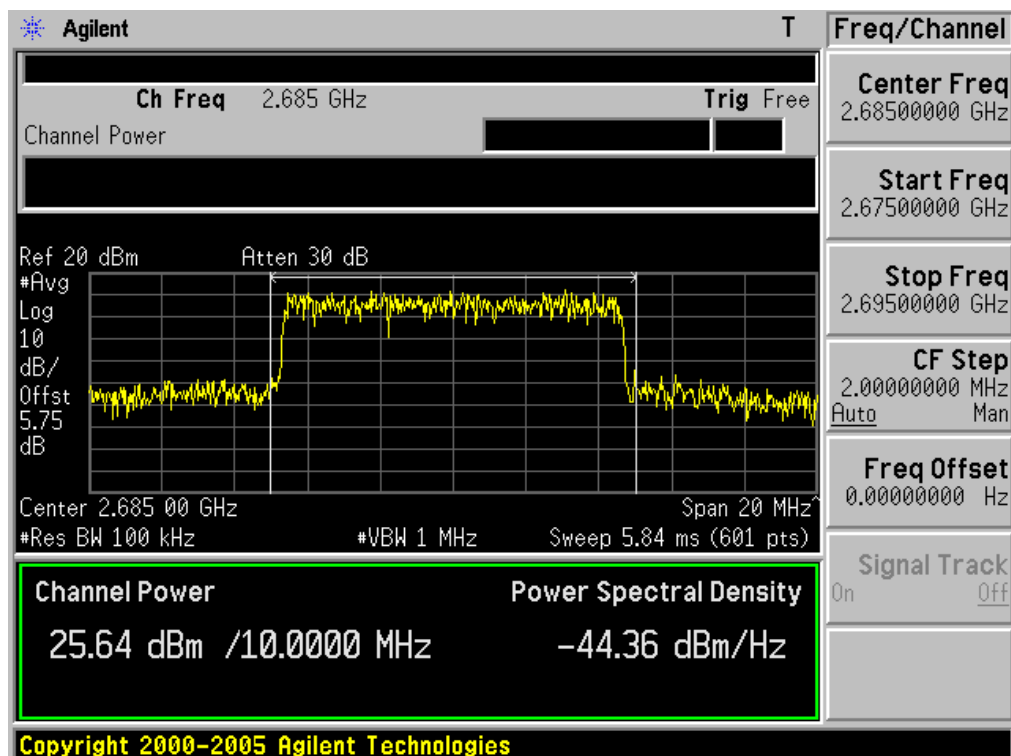 Agilent
T
Freq/Channel
Ch Freq 2.685 GHz
Trig Free
Channel Power
Center Freq
2.68500000 GHz
Start Freq
2.67500000 GHz
Stop Freq
2.69500000 GHz
CF Step
2.00000000 MHz
Auto Man
Freq Offset
0.00000000 Hz
Signal Track
On Off
Ref 20 dBm
Atten 30 dB
#Avg
Log
10
dB/
Offst
5.75
dB
Center 2.685 00 GHz
Span 20 MHz^
#Res BW 100 kHz
#VBW 1 MHz
Sweep 5.84 ms (601 pts)
Channel Power
Power Spectral Density
25.64 dBm /10.0000 MHz
-44.36 dBm/Hz
Copyright 2000-2005 Agilent Technologies